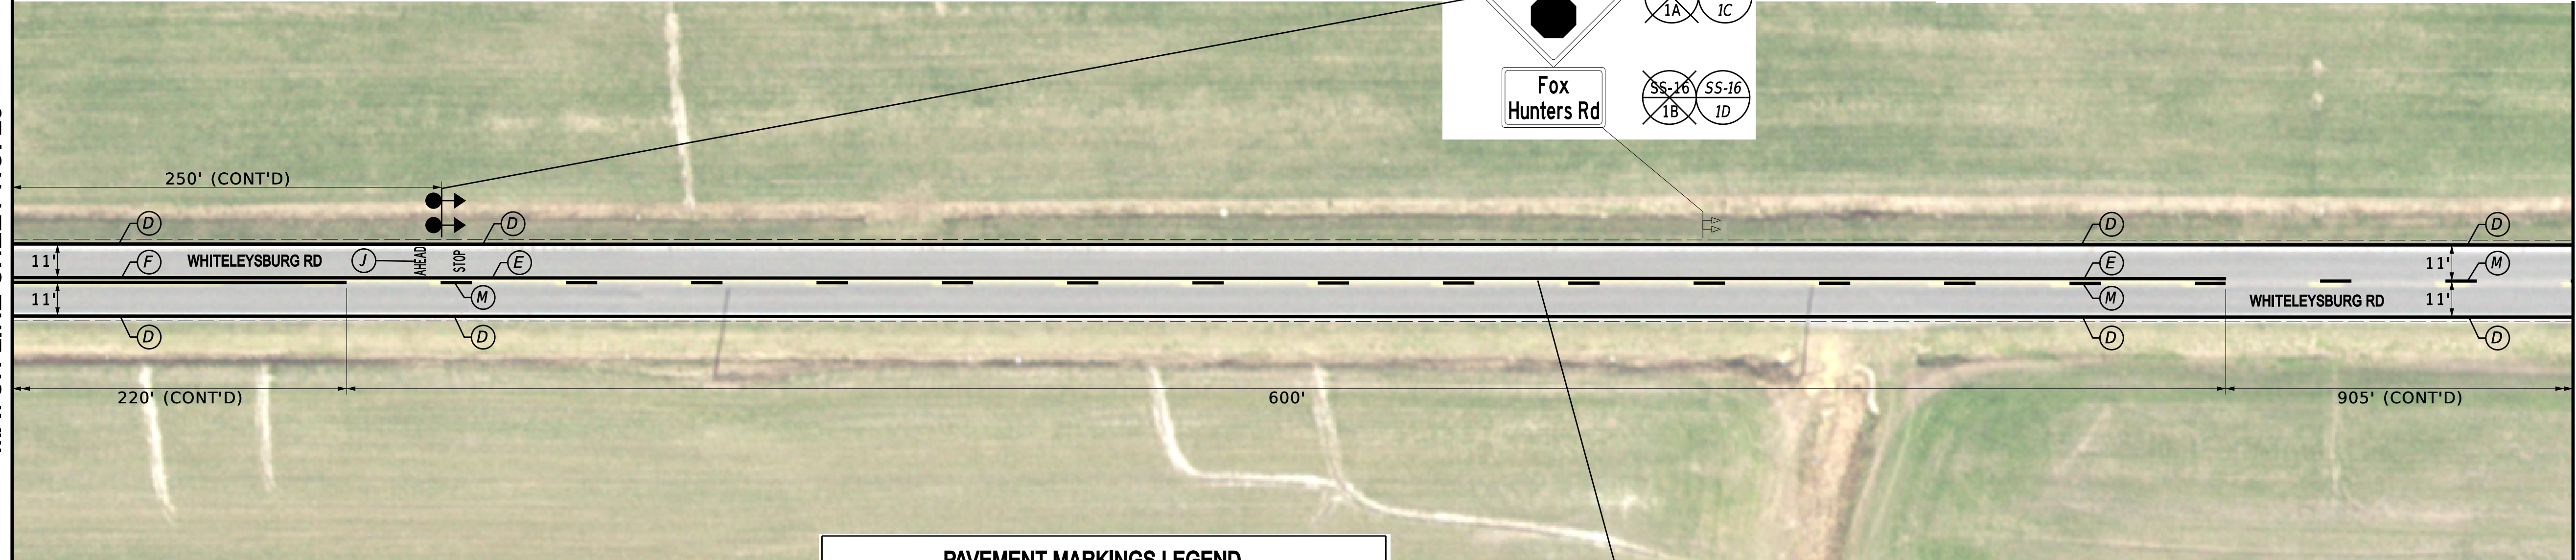 1A 1C
Fox
Hunters Rd
SS-16 SS-16
1B 1D
250' (CONT'D)
D D D D
11' F WHITELEYSBURG RD J AHEAD STOP E E 11' M
11' M M WHITELEYSBURG RD 11'
D D D D
220' (CONT'D) 600' 905' (CONT'D)
PAVEMENT MARKINGS LEGEND